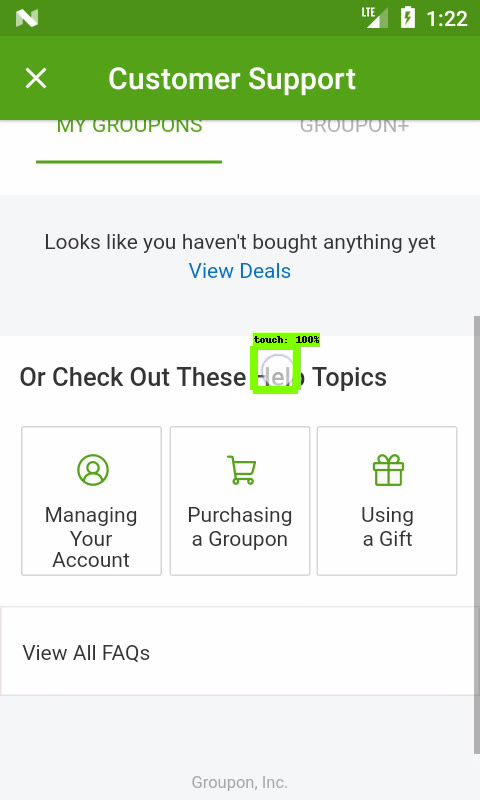 LTE 1:22
Customer Support
MY GROUPONS GROUPON+
Looks like you haven't bought anything yet
View Deals
touch: 100%
Or Check Out These Help Topics
Managing Your Account
Purchasing a Groupon
Using a Gift
View All FAQs
Groupon, Inc.